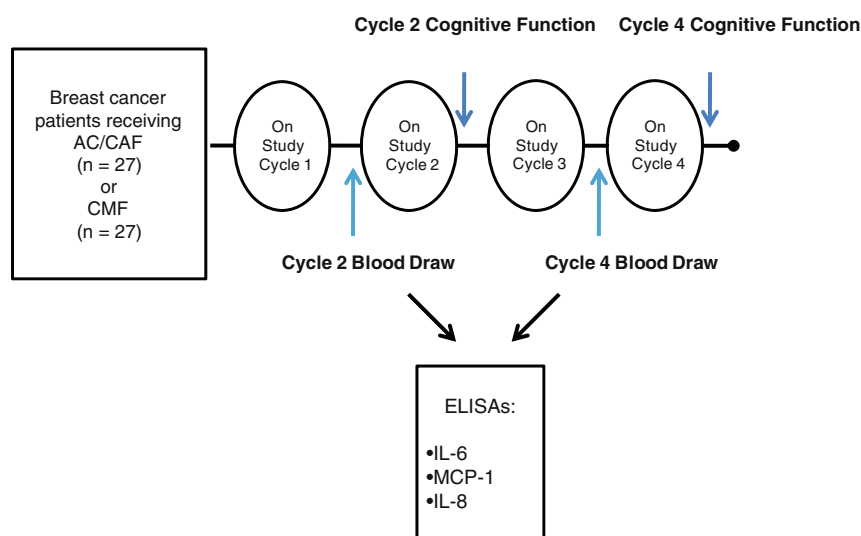 Cycle 2 Cognitive Function
Cycle 4 Cognitive Function
Breast cancer
patients receiving
AC/CAF
(n = 27)
or
CMF
(n = 27)
On
Study
Cycle 1
On
Study
Cycle 2
On
Study
Cycle 3
On
Study
Cycle 4
Cycle 2 Blood Draw
Cycle 4 Blood Draw
ELISAs:
•IL-6
•MCP-1
•IL-8